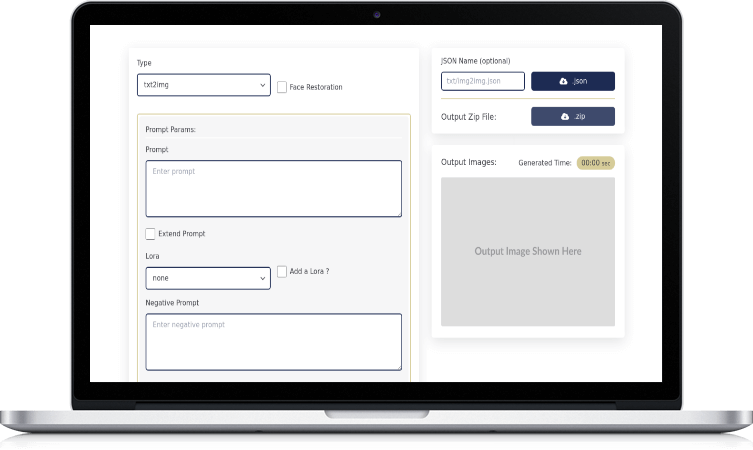 Type
txt2img
Face Restoration
Prompt Params:
Prompt
Enter prompt
Extend Prompt
Lora
none
Add a Lora ?
Negative Prompt
Enter negative prompt
JSON Name (optional)
txt/img2img.json
.json
Output Zip File:
.zip
Output Images:
Generated Time:
00:00 sec
Output Image Shown Here